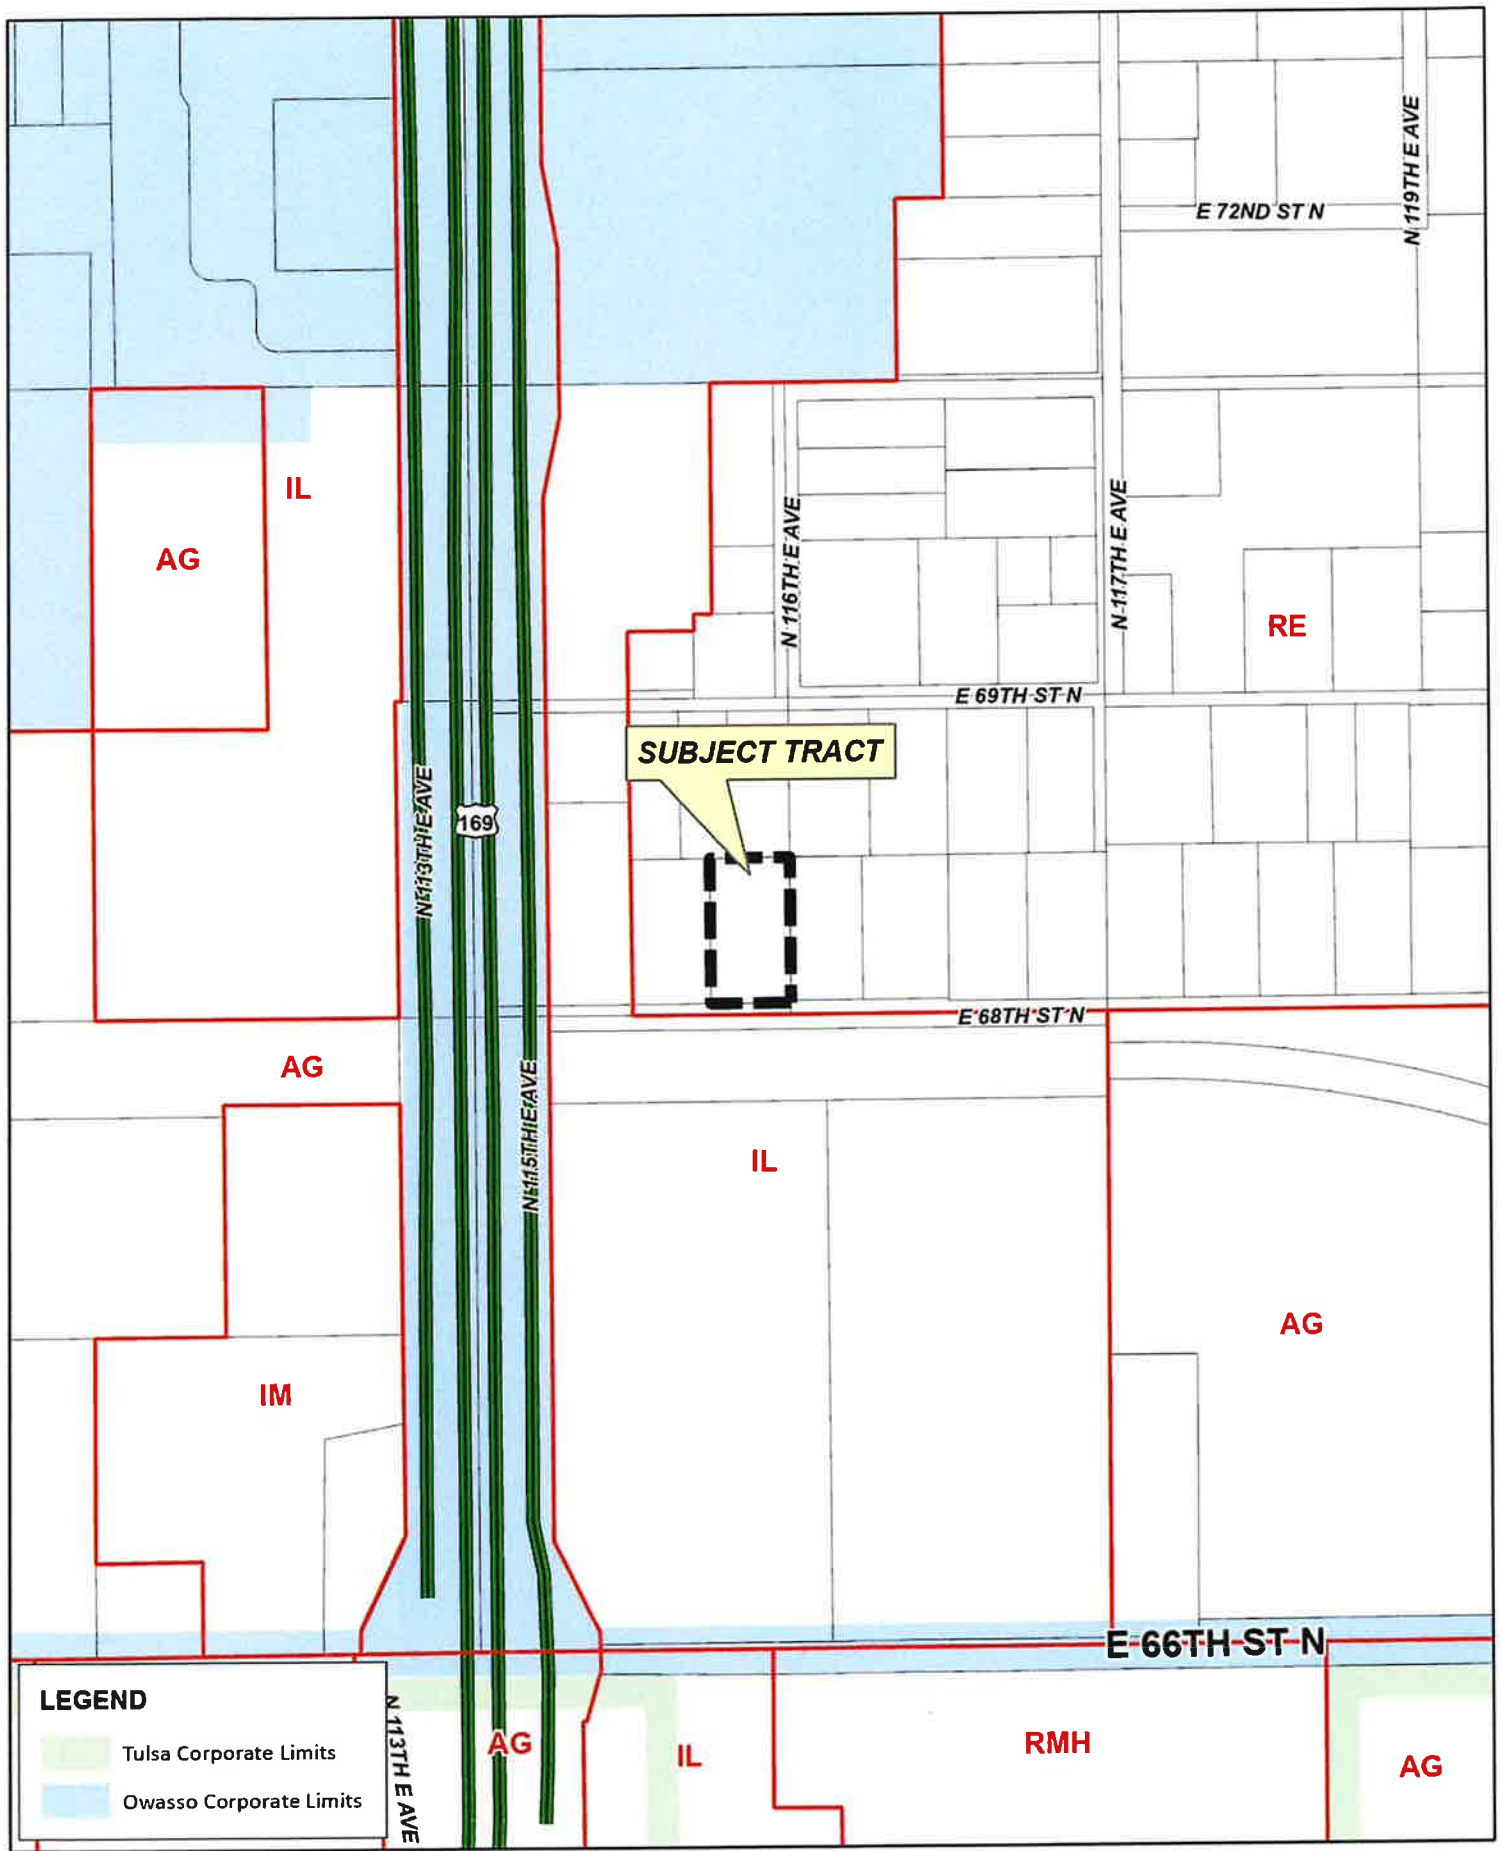 N 119TH E AVE
E 72ND ST N
IL
AG
N 116TH E AVE
N 117TH E AVE
RE
E 69TH ST N
SUBJECT TRACT
N 113TH E AVE
169
E 68TH ST N
AG
N 115TH E AVE
IL
AG
IM
E 66TH ST N
LEGEND
Tulsa Corporate Limits
Owasso Corporate Limits
N 113TH E AVE
AG
IL
RMH
AG